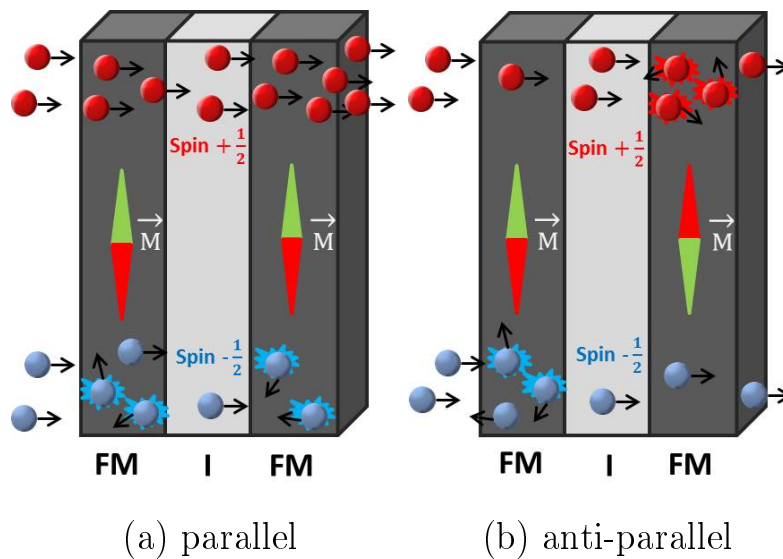 Spin + 1/2
Spin + 1/2
M⃗
M⃗
M⃗
M⃗
Spin - 1/2
Spin - 1/2
FM I FM
FM I FM
(a) parallel
(b) anti-parallel